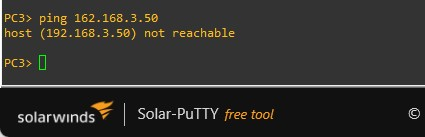 PC3> ping 162.168.3.50
host (192.168.3.50) not reachable
PC3>
solarwinds | Solar-PuTTY free tool ©